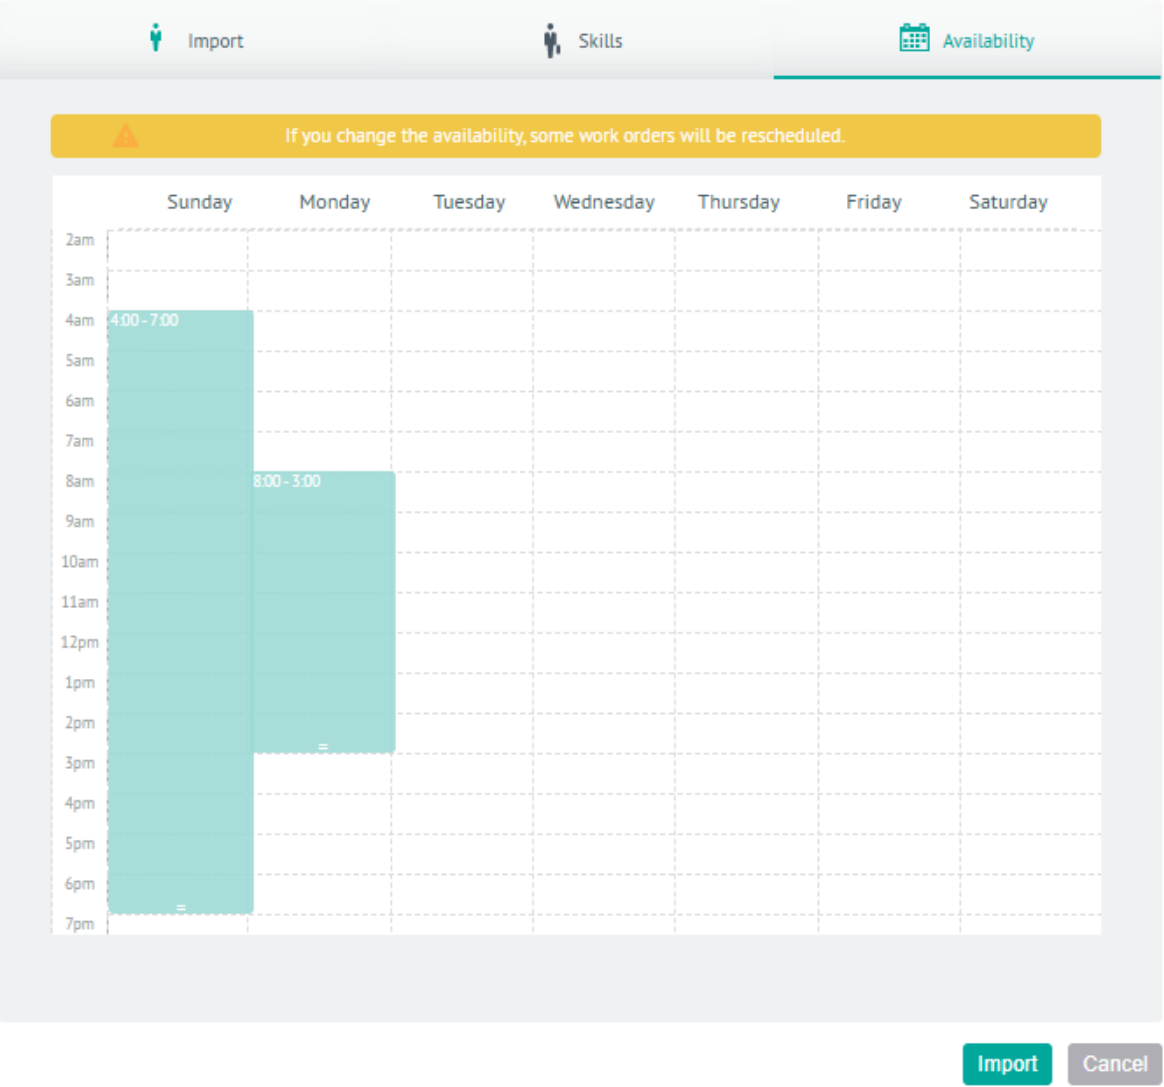 Import Skills Availability
If you change the availability, some work orders will be rescheduled.
Sunday Monday Tuesday Wednesday Thursday Friday Saturday
2am
3am
4am 4:00 - 7:00
5am
6am
7am
8am 8:00 - 3:00
9am
10am
11am
12pm
1pm
2pm
3pm
4pm
5pm
6pm
7pm
Import Cancel